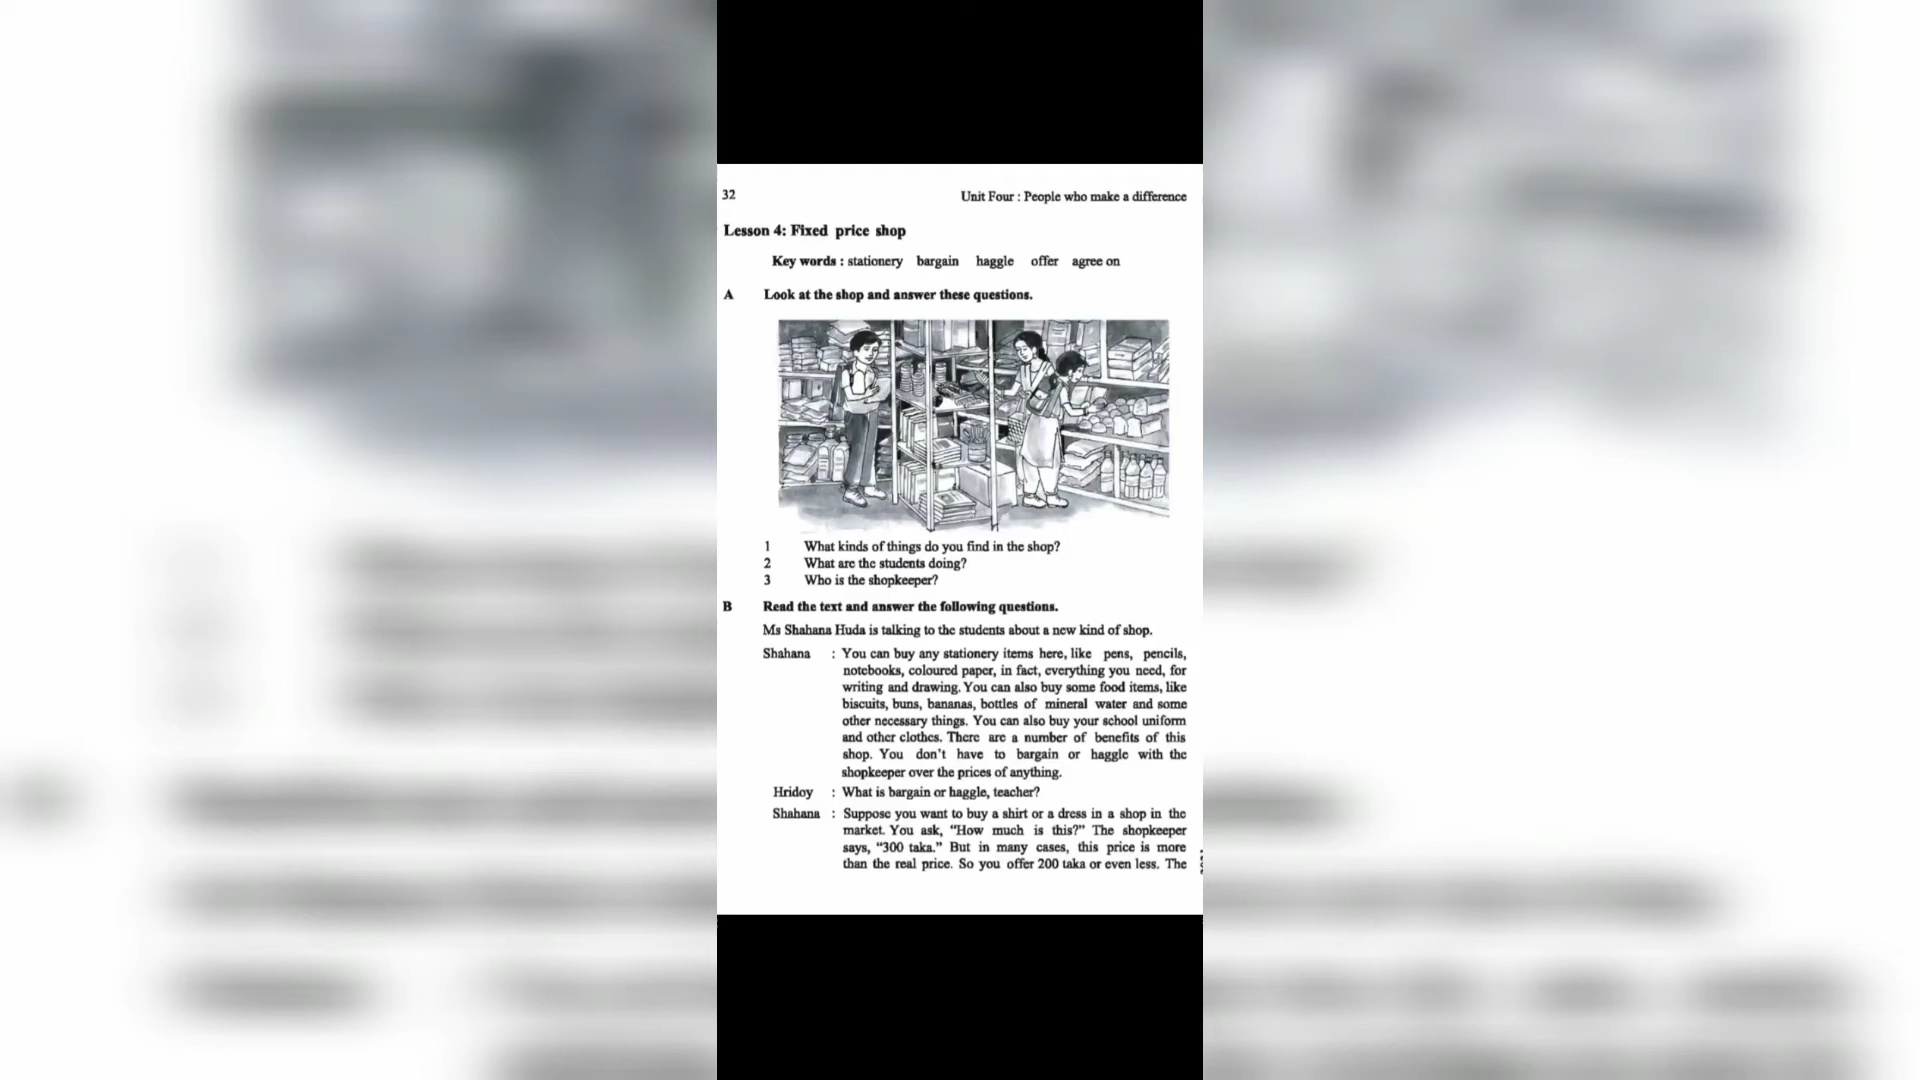 32
Unit Four : People who make a difference
Lesson 4: Fixed price shop
Key words : stationery bargain haggle offer agree on
A Look at the shop and answer these questions.
1 What kinds of things do you find in the shop?
2 What are the students doing?
3 Who is the shopkeeper?
B Read the text and answer the following questions.
Ms Shahana Huda is talking to the students about a new kind of shop.
Shahana : You can buy any stationery items here, like pens, pencils,
notebooks, coloured paper, in fact, everything you need, for
writing and drawing. You can also buy some food items, like
biscuits, buns, bananas, bottles of mineral water and some
other necessary things. You can also buy your school uniform
and other clothes. There are a number of benefits of this
shop. You don't have to bargain or haggle with the
shopkeeper over the prices of anything.
Hridoy : What is bargain or haggle, teacher?
Shahana : Suppose you want to buy a shirt or a dress in a shop in the
market. You ask, "How much is this?" The shopkeeper
says, "300 taka." But in many cases, this price is more
than the real price. So you offer 200 taka or even less. The